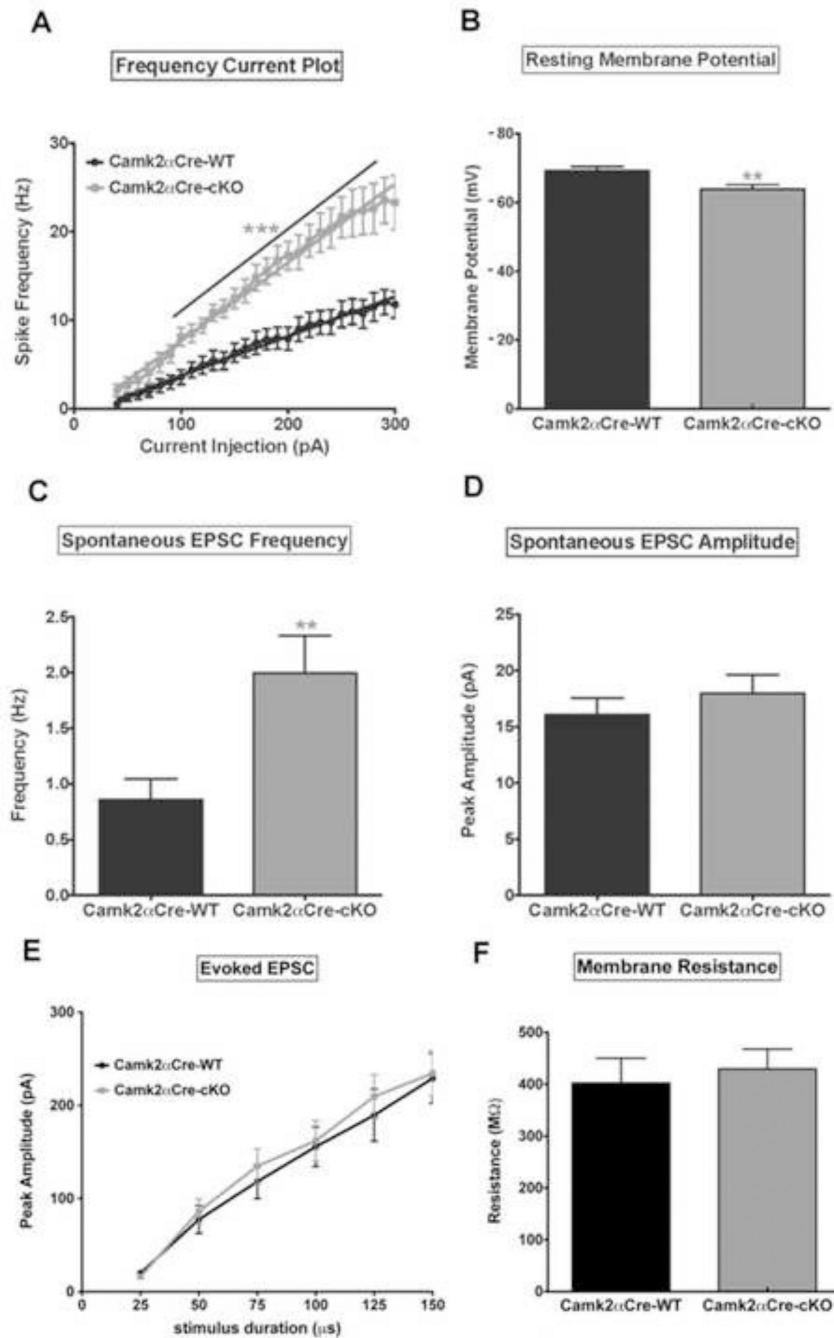 A
Frequency Current Plot
Camk2αCre-WT
Camk2αCre-cKO
***
Spike Frequency (Hz)
30
20
10
0
100
200
300
Current Injection (pA)
B
Resting Membrane Potential
**
Membrane Potential (mV)
- 80
- 60
- 40
- 20
0
Camk2αCre-WT Camk2αCre-cKO
C
Spontaneous EPSC Frequency
**
Frequency (Hz)
2.5
2.0
1.5
1.0
0.5
0.0
Camk2αCre-WT Camk2αCre-cKO
D
Spontaneous EPSC Amplitude
Peak Amplitude (pA)
25
20
15
10
5
0
Camk2αCre-WT Camk2αCre-cKO
E
Evoked EPSC
Camk2αCre-WT
Camk2αCre-cKO
Peak Amplitude (pA)
300
200
100
0
0 25 50 75 100 125 150
stimulus duration (µs)
F
Membrane Resistance
Resistance (MΩ)
500
400
300
200
100
0
Camk2αCre-WT Camk2αCre-cKO